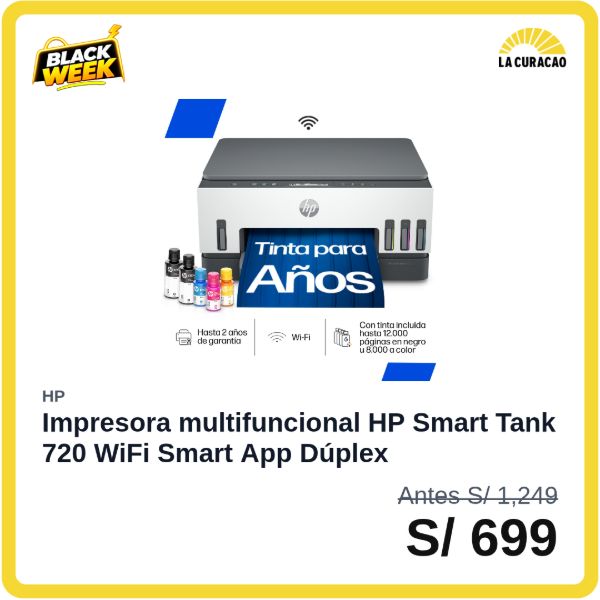 BLACK
WEEK
LA CURACAO
hp
Tinta para
Años
Hasta 2 años
de garantía
Wi-Fi
Con tinta incluida
hasta 12.000
páginas en negro
u 8.000 a color
HP
Impresora multifuncional HP Smart Tank
720 WiFi Smart App Dúplex
Antes S/ 1,249
S/ 699